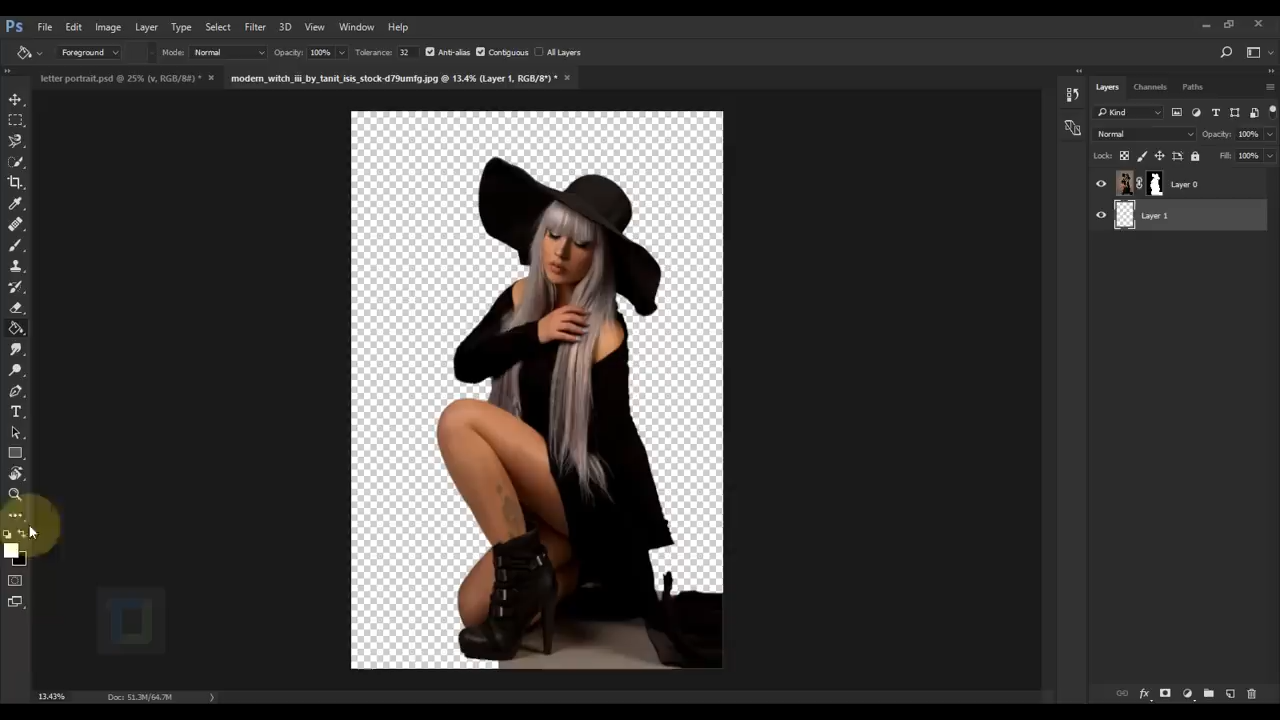 Ps File Edit Image Layer Type Select Filter 3D View Window Help
Foreground Mode: Normal Opacity: 100% Tolerance: 32 Anti-alias Contiguous All Layers
letter portrait.psd @ 25% (v, RGB/8#) * modern_witch_iii_by_tanit_isis_stock-d79umfg.jpg @ 13.4% (Layer 1, RGB/8*) *
Layers Channels Paths
Kind
Normal Opacity: 100%
Lock: Fill: 100%
Layer 0
Layer 1
13.43% Doc: 51.3M/64.7M